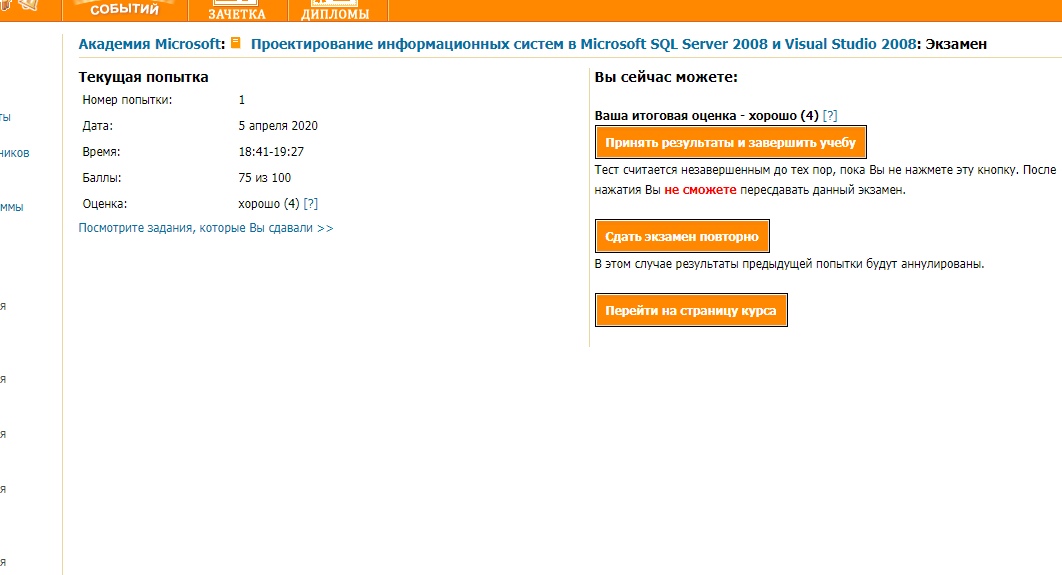 СОБЫТИЙ
ЗАЧЕТКА
ДИПЛОМЫ
Академия Microsoft: Проектирование информационных систем в Microsoft SQL Server 2008 и Visual Studio 2008: Экзамен
Текущая попытка
Номер попытки: 1
Дата: 5 апреля 2020
Время: 18:41-19:27
Баллы: 75 из 100
Оценка: хорошо (4) [?]
Посмотрите задания, которые Вы сдавали >>
Вы сейчас можете:
Ваша итоговая оценка - хорошо (4) [?]
Принять результаты и завершить учебу
Тест считается незавершенным до тех пор, пока Вы не нажмете эту кнопку. После
нажатия Вы не сможете пересдавать данный экзамен.
Сдать экзамен повторно
В этом случае результаты предыдущей попытки будут аннулированы.
Перейти на страницу курса